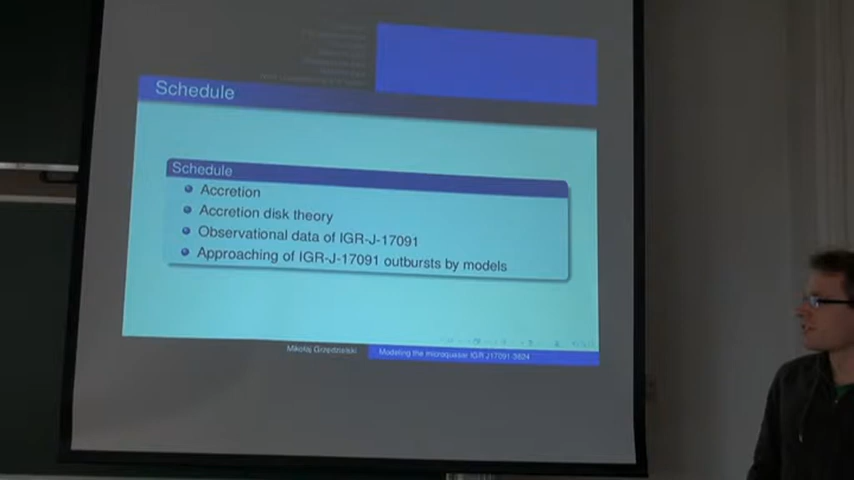 Schedule
Schedule
Accretion
Accretion disk theory
Observational data of IGR-J-17091
Approaching of IGR-J-17091 outbursts by models
Mikołaj Grzędzielski
Modeling the microquasar IGR J17091-3624